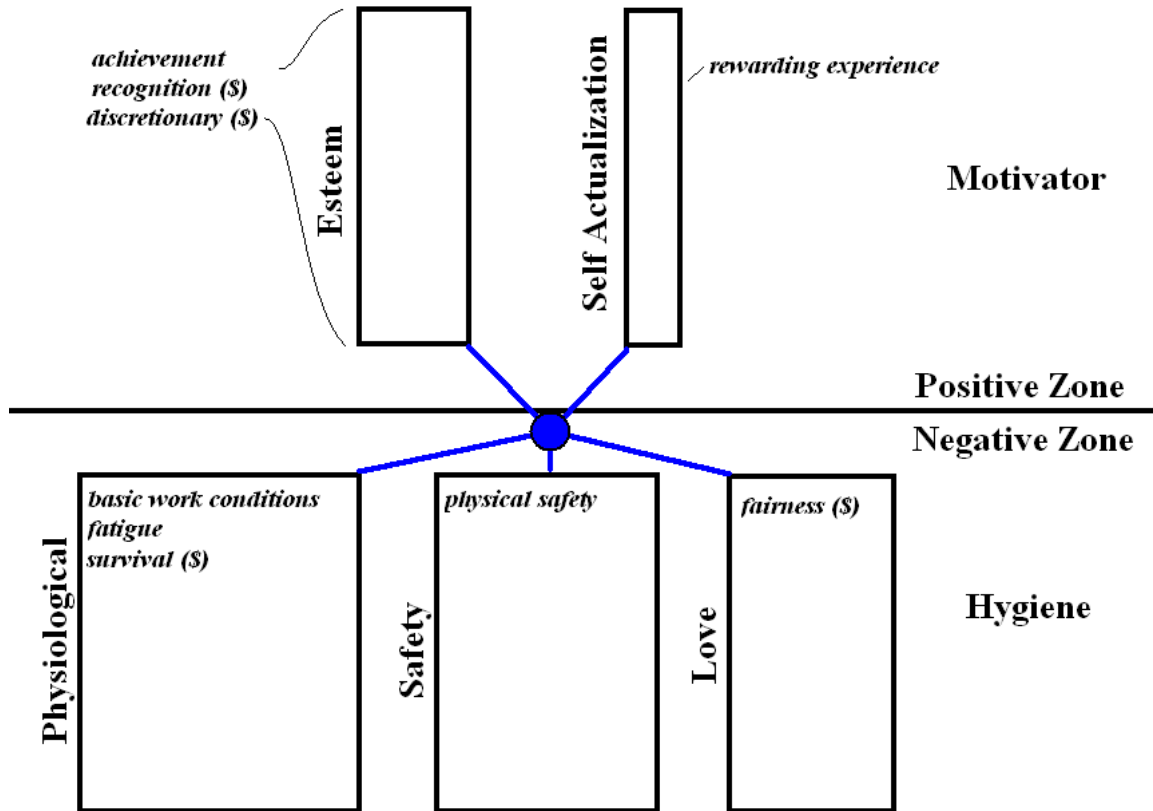 achievement
recognition ($)
discretionary ($)
Esteem
Self Actualization
rewarding experience
Motivator
Positive Zone
Negative Zone
Physiological
basic work conditions
fatigue
survival ($)
Safety
physical safety
Love
fairness ($)
Hygiene